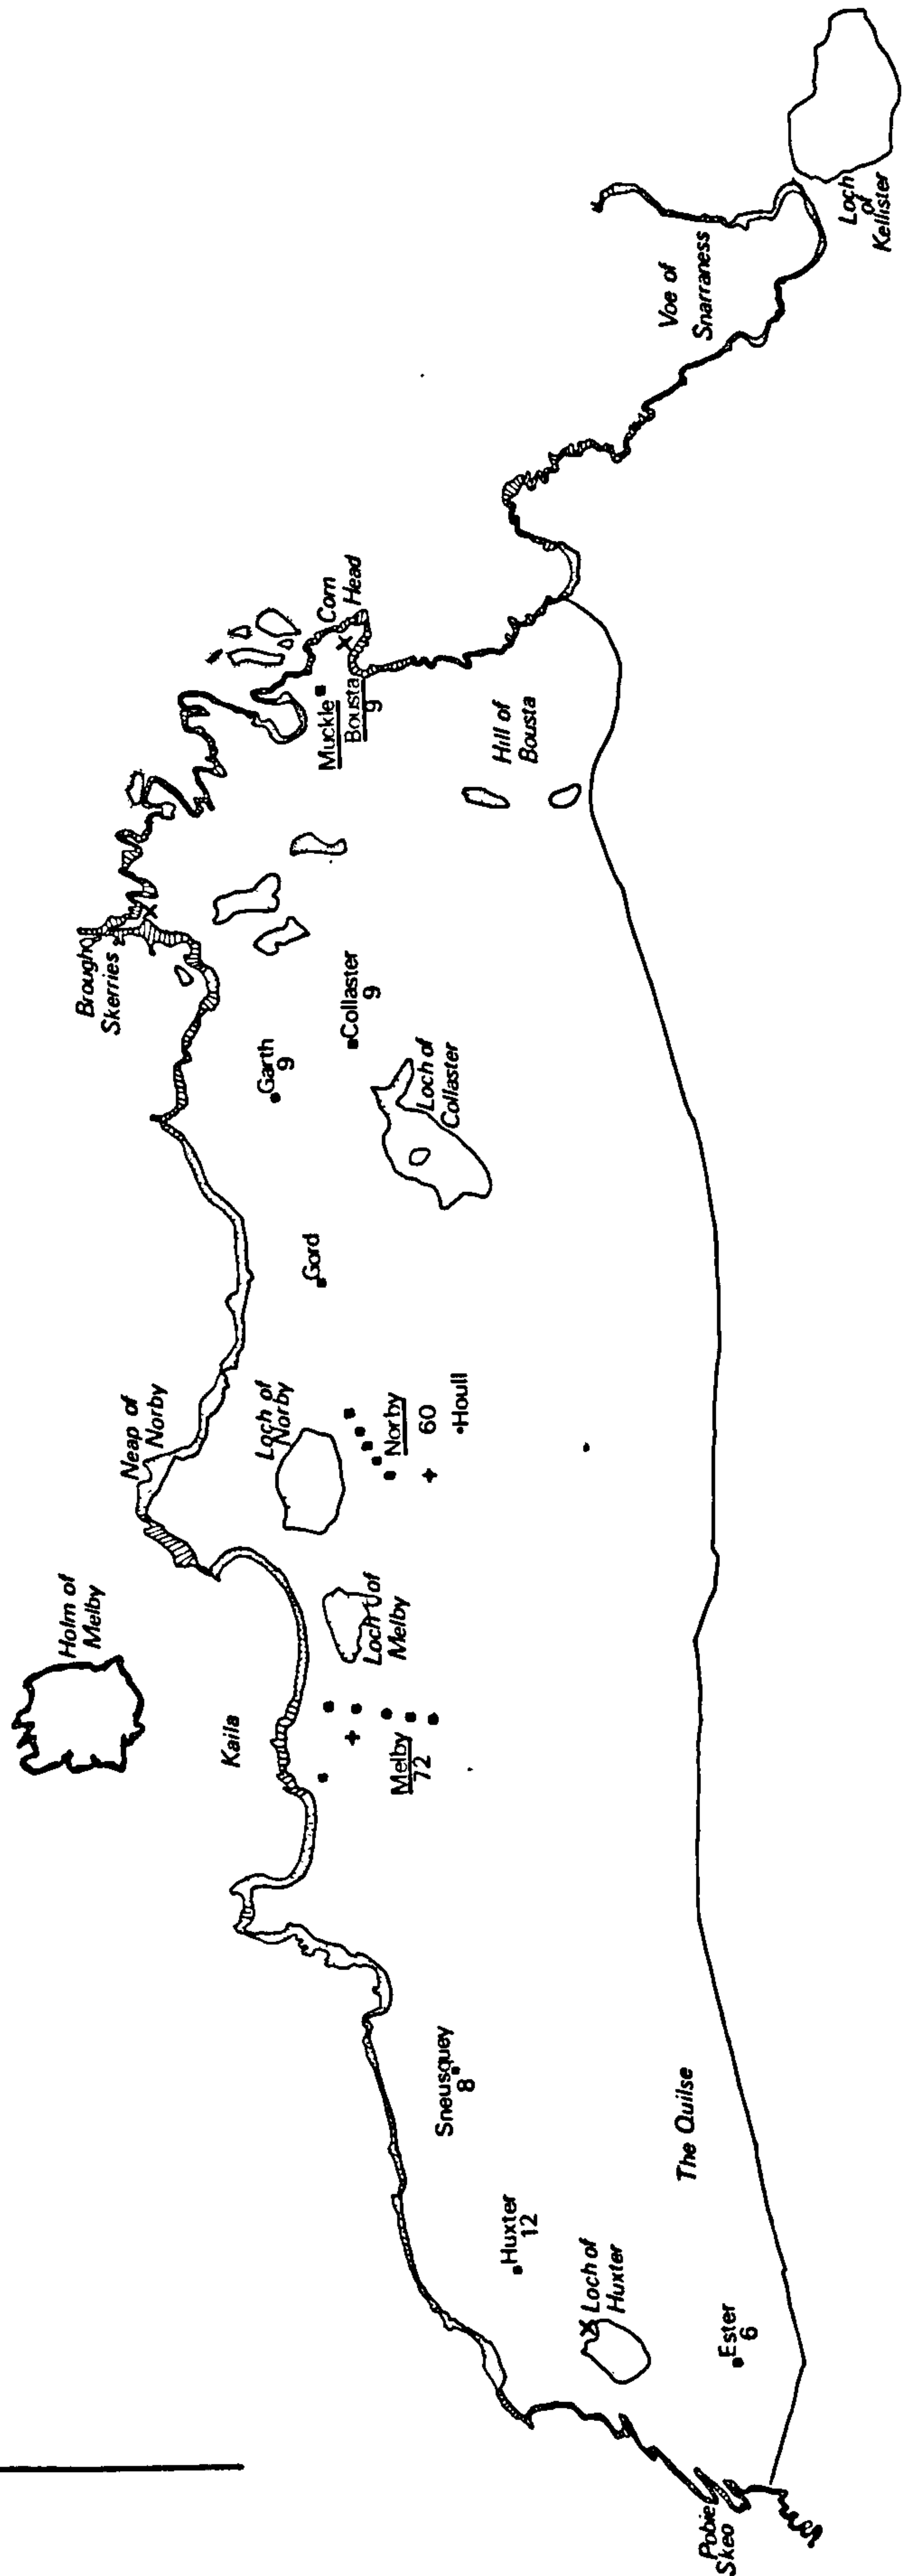 Holm of
Melby
Kaila
Neap of
Norby
Brough
Skerries
Corn
Head
Muckle
Bousta
9
Voe of
Snarraness
Loch
of
Kellister
Hill of
Bousta
Garth
9
Collaster
9
Loch of
Collaster
Gord
Loch of
Norby
Norby
60
Houll
Loch of
Melby
Melby
72
Sneusquey
8
Huxter
12
Loch of
Huxter
The Quilse
Ester
6
Pobie
Skeo